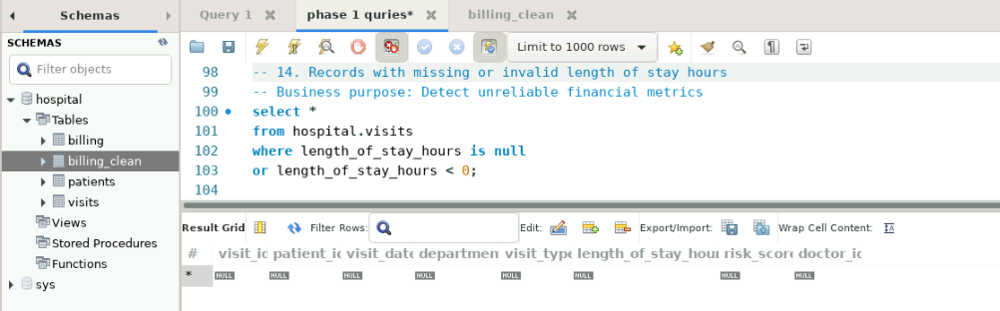 Schemas
Query 1
phase 1 quries*
billing_clean
SCHEMAS
Filter objects
hospital
Tables
billing
billing_clean
patients
visits
Views
Stored Procedures
Functions
sys
Limit to 1000 rows
98 -- 14. Records with missing or invalid length of stay hours
99 -- Business purpose: Detect unreliable financial metrics
100 select *
101 from hospital.visits
102 where length_of_stay_hours is null
103 or length_of_stay_hours < 0;
104
Result Grid Filter Rows: Edit: Export/Import: Wrap Cell Content:
# visit_id patient_id visit_date departmen visit_type length_of_stay_hou risk_score doctor_id
* NULL NULL NULL NULL NULL NULL NULL NULL